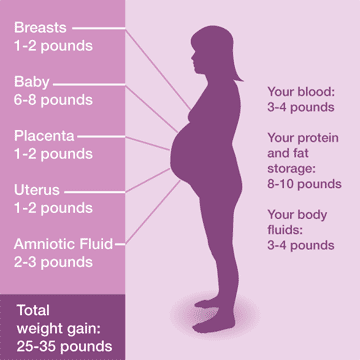 Breasts
1-2 pounds
Baby
6-8 pounds
Placenta
1-2 pounds
Uterus
1-2 pounds
Amniotic Fluid
2-3 pounds
Total
weight gain:
25-35 pounds
Your blood:
3-4 pounds
Your protein
and fat
storage:
8-10 pounds
Your body
fluids:
3-4 pounds